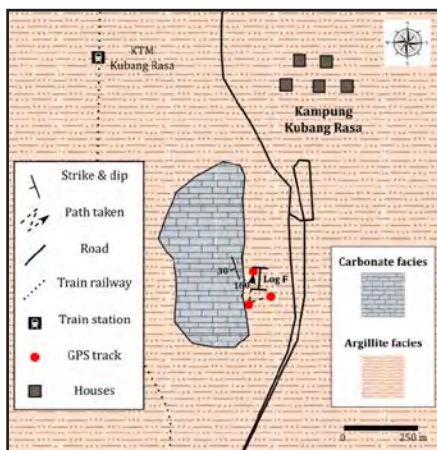 KTM
Kubang Rasa
Kampung
Kubang Rasa
Strike & dip
Path taken
Road
Train railway
Train station
GPS track
Houses
30
160
Log F
Carbonate facies
Argillite facies
0 250 m